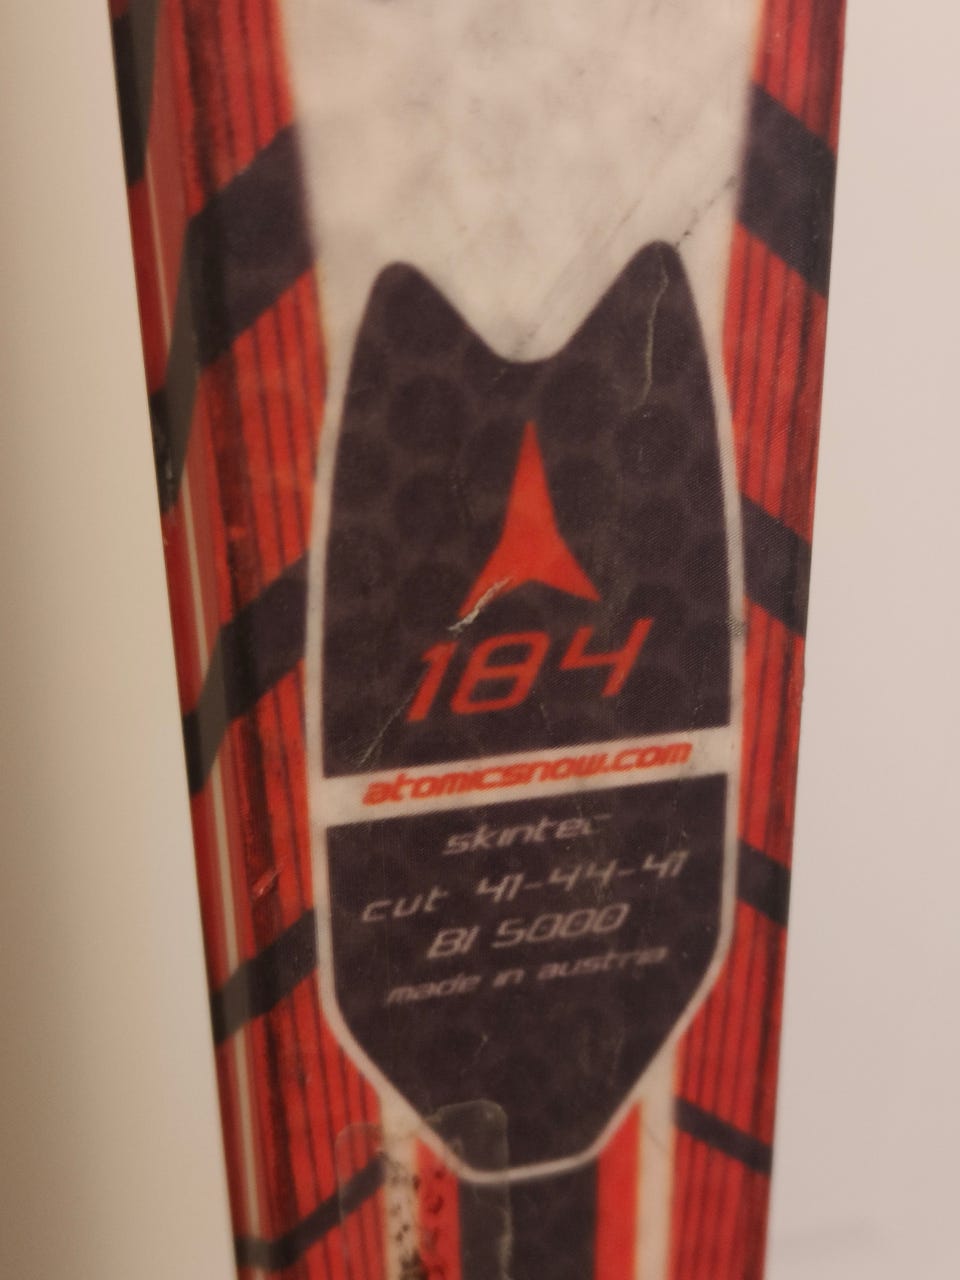 184
atomicsnow.com
skintec
cut 41-44-41
BI 5000
made in austria